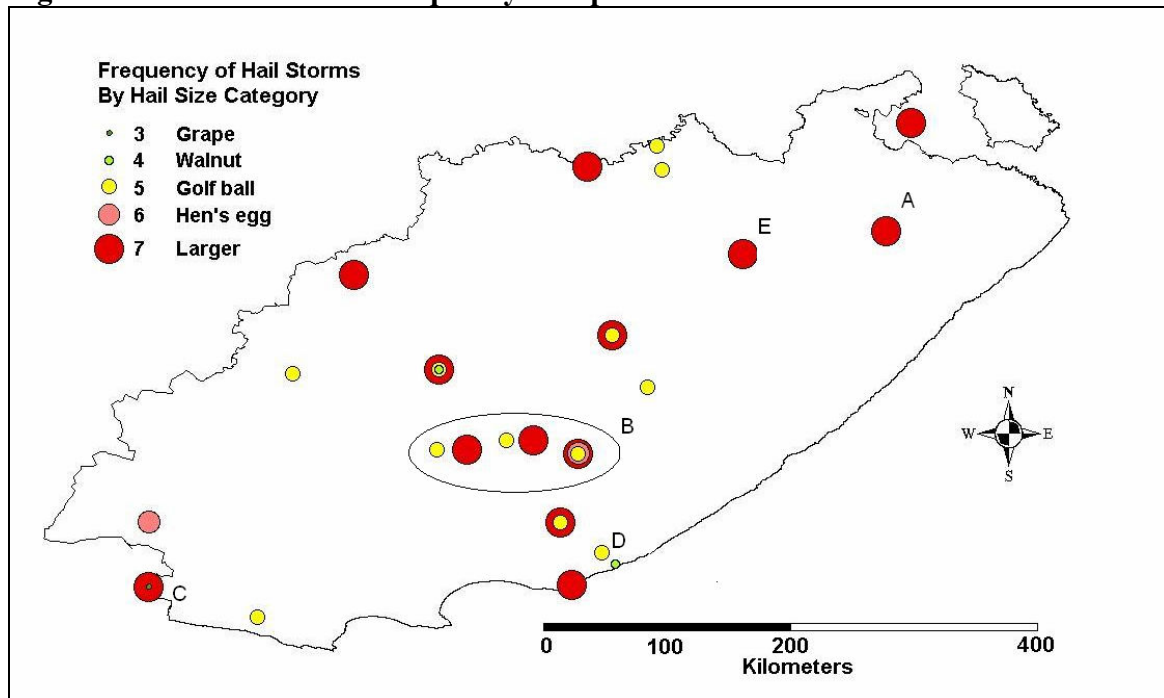 Frequency of Hail Storms
By Hail Size Category
3 Grape
4 Walnut
5 Golf ball
6 Hen's egg
7 Larger
A
E
B
N
W E
S
D
C
0 100 200 400
Kilometers